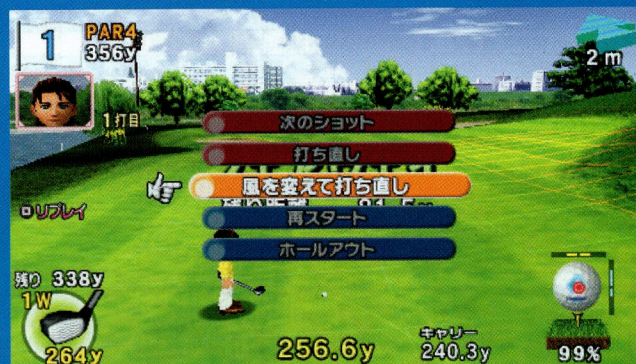 1
PAR4
356y
2 m
1打目
次のショット
打ち直し
風を変えて打ち直し
再スタート
ホールアウト
リプレイ
残り 338y
1W
264y
256.6y
キャリー
240.3y
99%